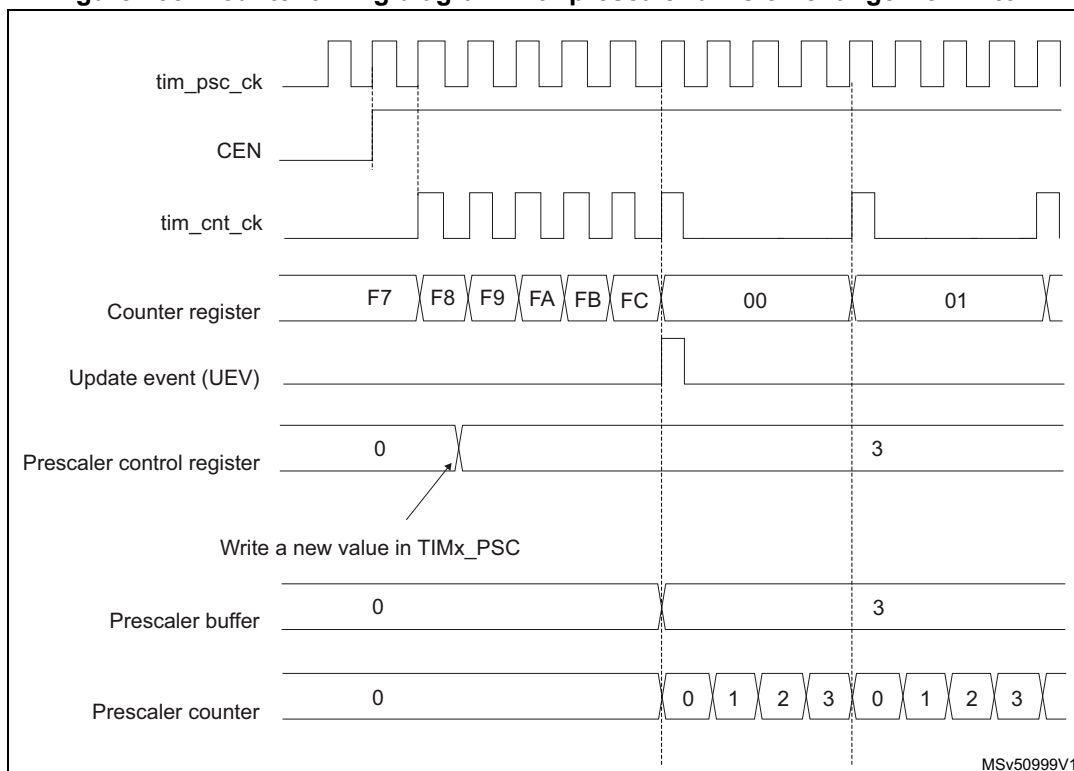 tim_psc_ck
CEN
tim_cnt_ck
Counter register F7 F8 F9 FA FB FC 00 01
Update event (UEV)
Prescaler control register 0 3
Write a new value in TIMx_PSC
Prescaler buffer 0 3
Prescaler counter 0 0 1 2 3 0 1 2 3
MSv50999V1